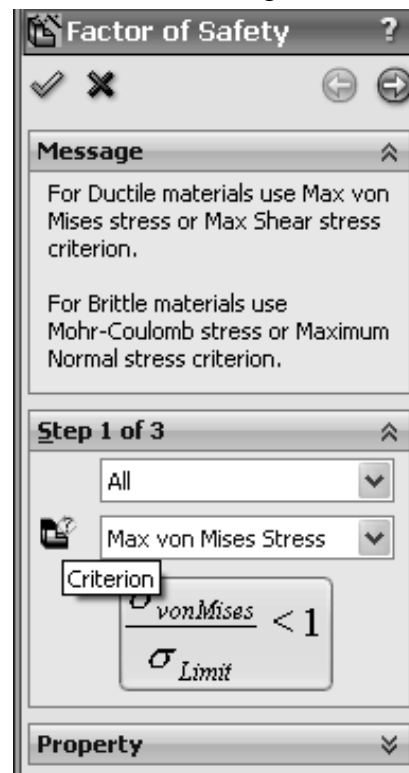 Factor of Safety ?
Message
For Ductile materials use Max von
Mises stress or Max Shear stress
criterion.
For Brittle materials use
Mohr-Coulomb stress or Maximum
Normal stress criterion.
Step 1 of 3
All
Max von Mises Stress
Criterion
σ vonMises
< 1
σ Limit
Property